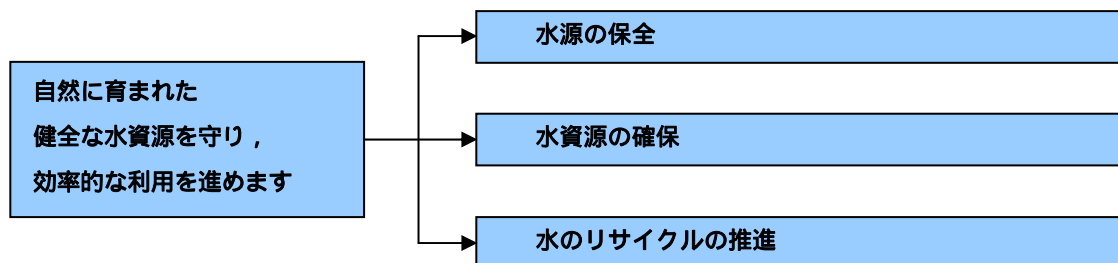 自然に育まれた
健全な水資源を守り，
効率的な利用を進めます
水源の保全
水資源の確保
水のリサイクルの推進